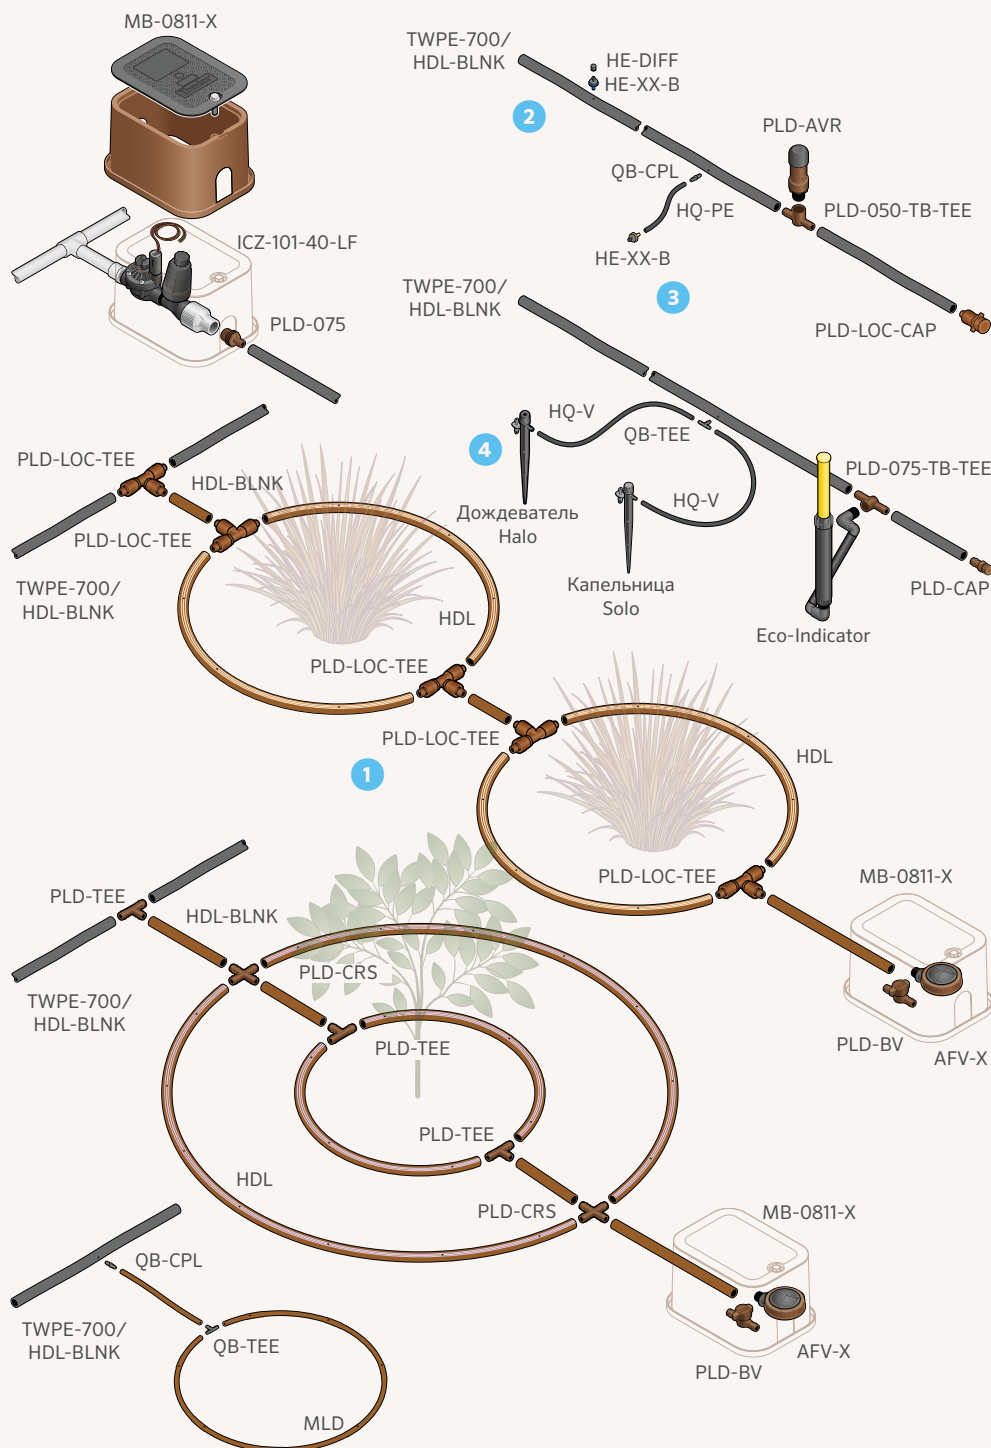 MB-0811-X
ICZ-101-40-LF
PLD-075
TWPE-700/
HDL-BLNK
HE-DIFF
HE-XX-B
2
PLD-AVR
QB-CPL
HQ-PE
PLD-050-TB-TEE
HE-XX-B
PLD-LOC-CAP
3
TWPE-700/
HDL-BLNK
HQ-V
QB-TEE
4
PLD-075-TB-TEE
HQ-V
Дождеватель
Halo
Капельница
Solo
PLD-CAP
Eco-Indicator
PLD-LOC-TEE
HDL-BLNK
PLD-LOC-TEE
TWPE-700/
HDL-BLNK
HDL
PLD-LOC-TEE
PLD-LOC-TEE
1
HDL
PLD-LOC-TEE
MB-0811-X
PLD-BV
AFV-X
PLD-TEE
HDL-BLNK
PLD-CRS
TWPE-700/
HDL-BLNK
PLD-TEE
PLD-TEE
HDL
PLD-CRS
MB-0811-X
PLD-BV
AFV-X
QB-CPL
TWPE-700/
HDL-BLNK
QB-TEE
MLD